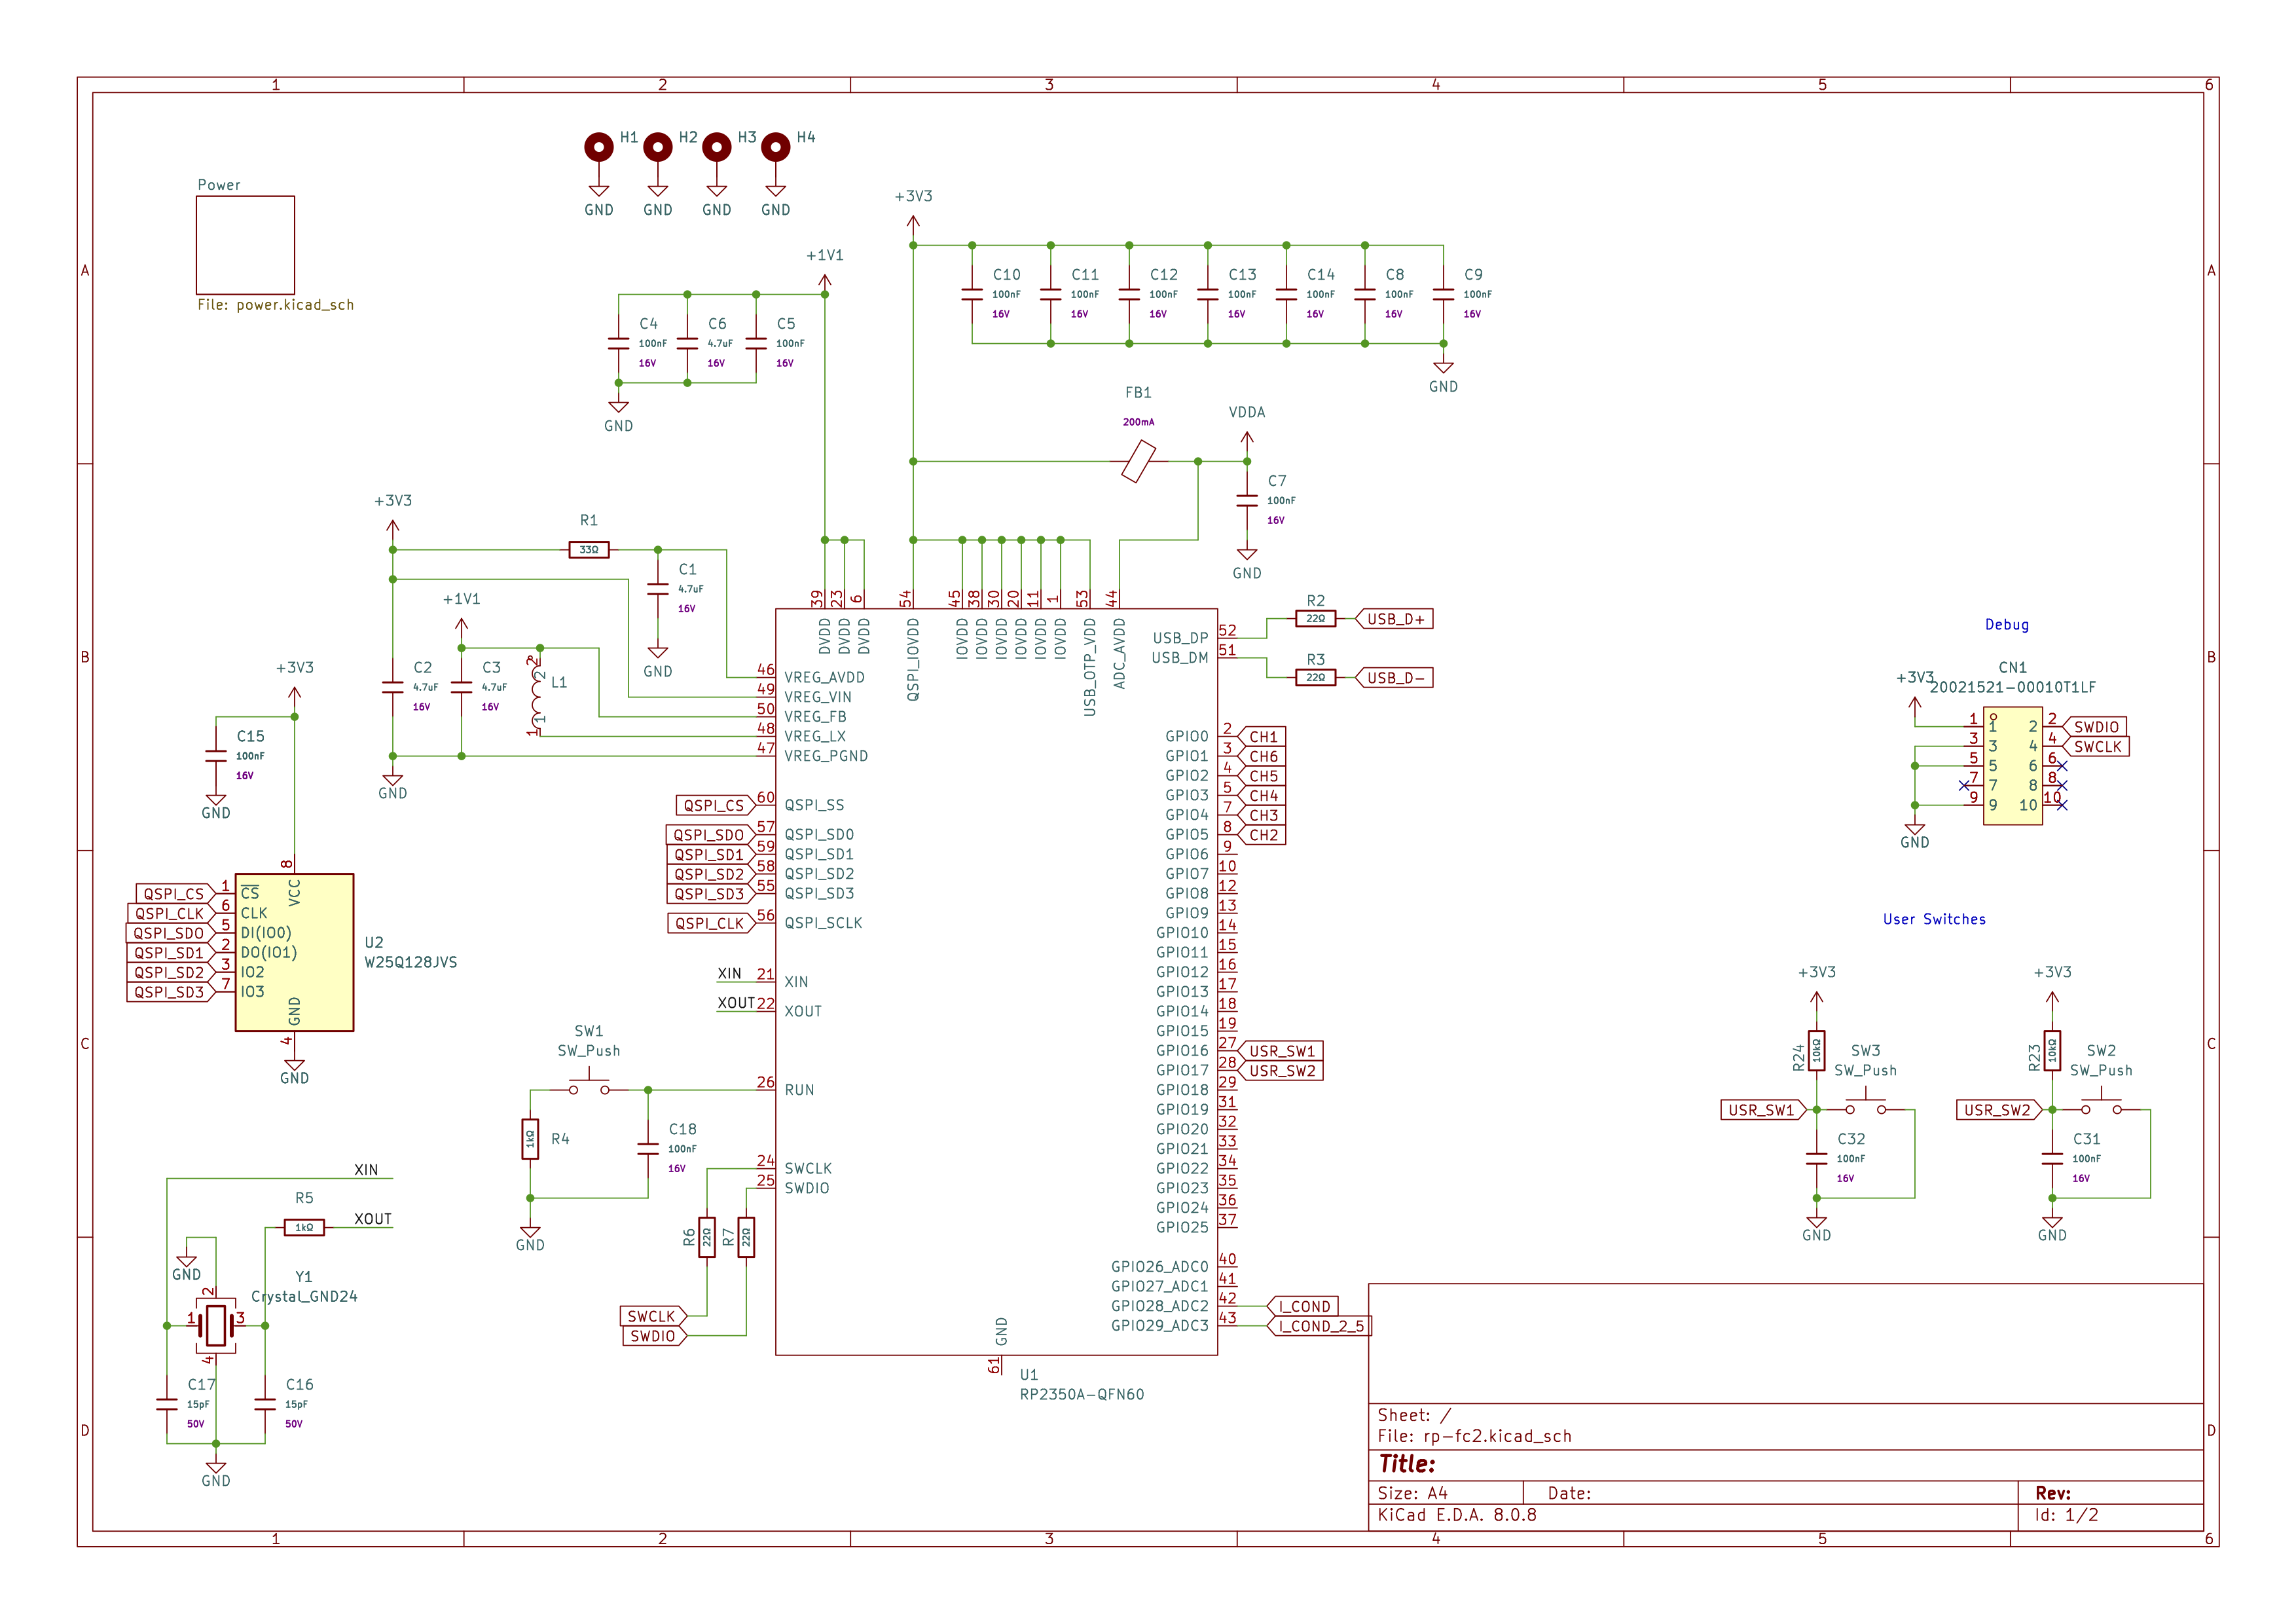 1 2 3 4 5 6
A
B
C
D
A
B
C
D
1 2 3 4 5 6
Power
File: power.kicad_sch
H1
GND
H2
GND
H3
GND
H4
GND
+1V1
C4
100nF
16V
C6
4.7uF
16V
C5
100nF
16V
GND
+3V3
C10
100nF
16V
C11
100nF
16V
C12
100nF
16V
C13
100nF
16V
C14
100nF
16V
C8
100nF
16V
C9
100nF
16V
GND
FB1
200mA
VDDA
C7
100nF
16V
GND
+3V3
R1
33Ω
C1
4.7uF
16V
GND
+1V1
C2
4.7uF
16V
C3
4.7uF
16V
2
2
L1
1
1
GND
+3V3
C15
100nF
16V
GND
8
VCC
QSPI_CS 1 CS
QSPI_CLK 6 CLK
QSPI_SD0 5 DI(IO0)
QSPI_SD1 2 DO(IO1)
QSPI_SD2 3 IO2
QSPI_SD3 7 IO3
GND
4
GND
U2
W25Q128JVS
39 DVDD
23 DVDD
6 DVDD
54 QSPI_IOVDD
45 IOVDD
38 IOVDD
30 IOVDD
20 IOVDD
11 IOVDD
1 IOVDD
53 USB_OTP_VDD
44 ADC_AVDD
46 VREG_AVDD
49 VREG_VIN
50 VREG_FB
48 VREG_LX
47 VREG_PGND
QSPI_CS 60 QSPI_SS
QSPI_SD0 57 QSPI_SD0
QSPI_SD1 59 QSPI_SD1
QSPI_SD2 58 QSPI_SD2
QSPI_SD3 55 QSPI_SD3
QSPI_CLK 56 QSPI_SCLK
XIN 21 XIN
XOUT 22 XOUT
26 RUN
24 SWCLK
25 SWDIO
GND
61
U1
RP2350A-QFN60
USB_DP 52
R2
22Ω
USB_D+
USB_DM 51
R3
22Ω
USB_D-
GPIO0 2 CH1
GPIO1 3 CH6
GPIO2 4 CH5
GPIO3 5 CH4
GPIO4 7 CH3
GPIO5 8 CH2
GPIO6 9
GPIO7 10
GPIO8 12
GPIO9 13
GPIO10 14
GPIO11 15
GPIO12 16
GPIO13 17
GPIO14 18
GPIO15 19
GPIO16 27 USR_SW1
GPIO17 28 USR_SW2
GPIO18 29
GPIO19 31
GPIO20 32
GPIO21 33
GPIO22 34
GPIO23 35
GPIO24 36
GPIO25 37
GPIO26_ADC0 40
GPIO27_ADC1 41
GPIO28_ADC2 42 I_COND
GPIO29_ADC3 43 I_COND_2_5
SW1
SW_Push
R4
1kΩ
C18
100nF
16V
GND
R6
22Ω
R7
22Ω
SWCLK
SWDIO
XIN
R5
1kΩ
XOUT
GND
Y1
Crystal_GND24
2
1
3
4
C17
15pF
50V
C16
15pF
50V
GND
Debug
CN1
20021521-00010T1LF
+3V3
1 1 2 2 SWDIO
3 3 4 4 SWCLK
5 5 6 6
7 7 8 8
9 9 10 10
GND
User Switches
+3V3
R24
10kΩ
SW3
SW_Push
USR_SW1
C32
100nF
16V
GND
+3V3
R23
10kΩ
SW2
SW_Push
USR_SW2
C31
100nF
16V
GND
Sheet: /
File: rp-fc2.kicad_sch
Title:
Size: A4 Date: Rev:
KiCad E.D.A. 8.0.8 Id: 1/2